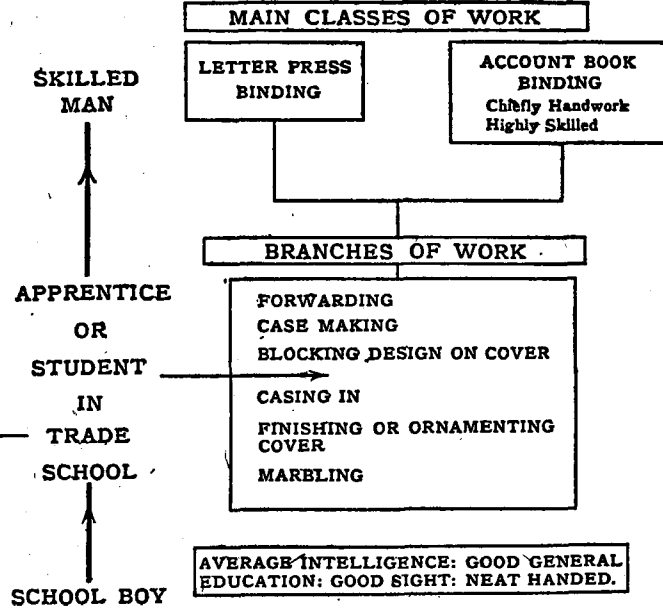 MAIN CLASSES OF WORK
LETTER PRESS
BINDING
ACCOUNT BOOK
BINDING
Chiefly Handwork
Highly Skilled
SKILLED
MAN
BRANCHES OF WORK
APPRENTICE
OR
STUDENT
IN
TRADE
SCHOOL
FORWARDING
CASE MAKING
BLOCKING DESIGN ON COVER
CASING IN
FINISHING OR ORNAMENTING
COVER
MARBLING
SCHOOL BOY
AVERAGE INTELLIGENCE: GOOD GENERAL
EDUCATION: GOOD SIGHT: NEAT HANDED.